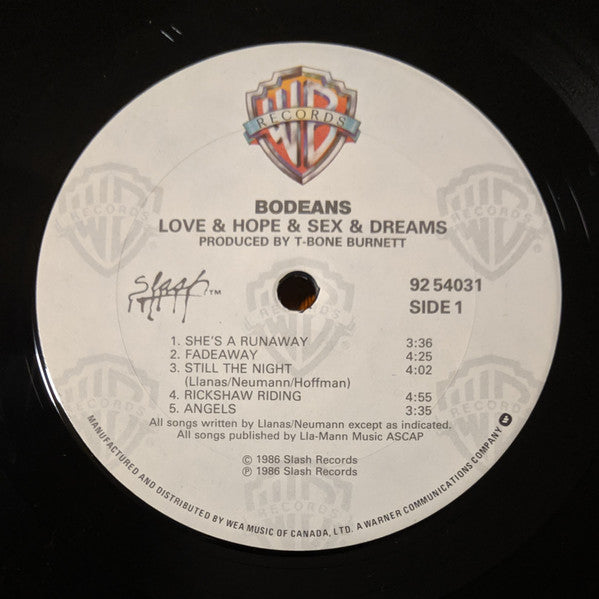 WB
RECORDS
BODEANS
LOVE & HOPE & SEX & DREAMS
PRODUCED BY T-BONE BURNETT
Slash™
92 54031
SIDE 1
1. SHE'S A RUNAWAY 3:36
2. FADEAWAY 4:25
3. STILL THE NIGHT 4:02
(Llanas/Neumann/Hoffman)
4. RICKSHAW RIDING 4:55
5. ANGELS 3:35
All songs written by Llanas/Neumann except as indicated.
All songs published by Lla-Mann Music ASCAP
© 1986 Slash Records
℗ 1986 Slash Records
MANUFACTURED AND DISTRIBUTED BY WEA MUSIC OF CANADA, LTD. A WARNER COMMUNICATIONS COMPANY